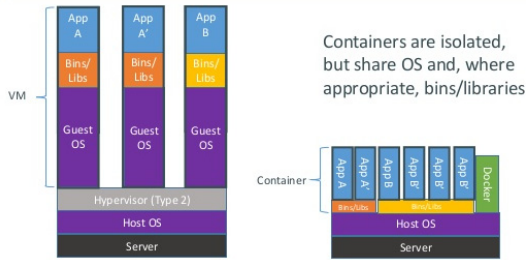 VM
App
A
Bins/
Libs
Guest
OS
App
A'
Bins/
Libs
Guest
OS
App
B
Bins/
Libs
Guest
OS
Hypervisor (Type 2)
Host OS
Server
Containers are isolated,
but share OS and, where
appropriate, bins/libraries
Container
App A
App A'
App B
App B'
App B'
App B'
Docker
Bins/Libs
Bins/Libs
Host OS
Server